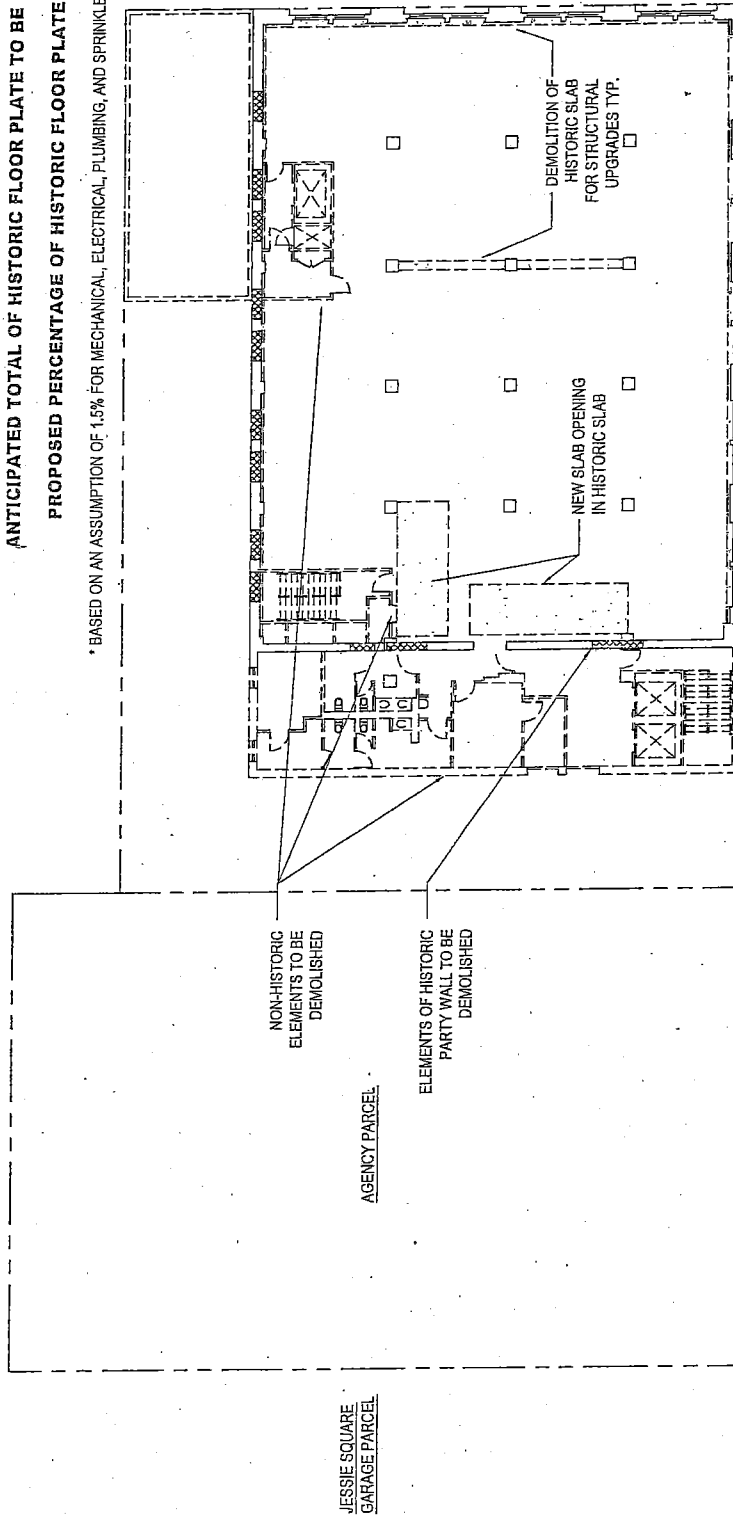 ANTICIPATED TOTAL OF HISTORIC FLOOR PLATE TO BE
PROPOSED PERCENTAGE OF HISTORIC FLOOR PLATE
* BASED ON AN ASSUMPTION OF 1.5% FOR MECHANICAL, ELECTRICAL, PLUMBING, AND
DEMOLITION OF
HISTORIC SLAB
FOR STRUCTURAL
UPGRADES TYP.
NEW SLAB OPENING
IN HISTORIC SLAB
NON-HISTORIC
ELEMENTS TO BE
DEMOLISHED
ELEMENTS OF HISTORIC
PARTY WALL TO BE
DEMOLISHED
AGENCY PARCEL
JESSIE SQUARE
GARAGE PARCEL